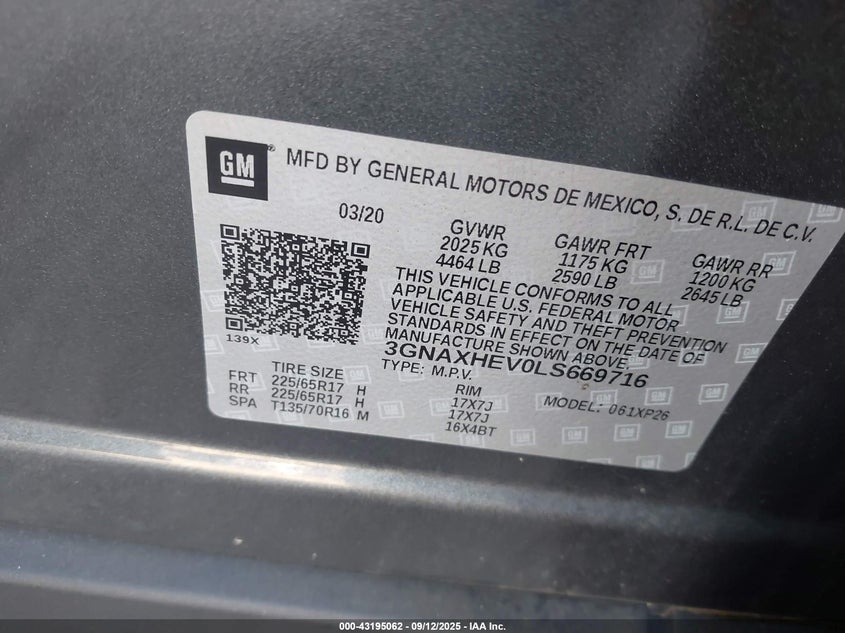 GM® MFD BY GENERAL MOTORS DE MEXICO, S. DE R.L. DE C.V.
03/20
GVWR
2025 KG
4464 LB
GAWR FRT
1175 KG
2590 LB
GAWR RR
1200 KG
2645 LB
THIS VEHICLE CONFORMS TO ALL
APPLICABLE U.S. FEDERAL MOTOR
VEHICLE SAFETY AND THEFT PREVENTION
STANDARDS IN EFFECT ON THE DATE OF
MANUFACTURE SHOWN ABOVE.
139X
3GNAXHEV0LS669716
TYPE: M.P.V.
MODEL: 061XP26
TIRE SIZE RIM
FRT 225/65R17 H 17X7J
RR 225/65R17 H 17X7J
SPA T135/70R16 M 16X4BT
000-43195062 - 09/12/2025 - IAA Inc.